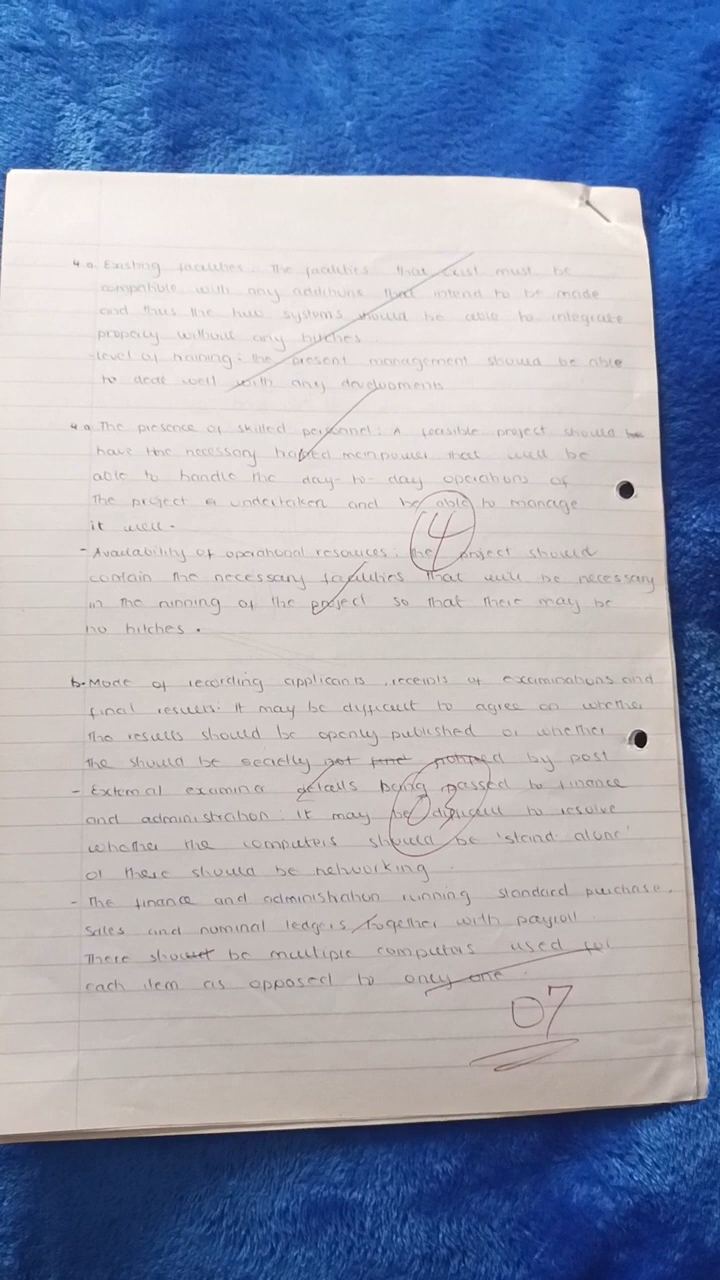 4 a. Existing facilities. The facilities that exist must be
compatible with any additions that intend to be made
and thus the two systems should be able to integrate
properly without any hitches.
- level of training: the present management should be able
to deal well with any developments
4 a The presence of skilled personnel: A feasible project should
have the necessary manpower that will be
able to handle the day-to-day operations of
the project undertaken and be able to manage
it well.
4
- Availability of operational resources: the project should
contain the necessary facilities that will be necessary
in the running of the project so that there may be
no hitches.
b. Mode of recording applicants, receipts of examinations and
final results: It may be difficult to agree on whether
the results should be openly published or whether
the should be secretly by post
- External examiner details being passed to finance
03
and administration: it may be difficult to resolve
whether the computers should be 'stand alone'
or there should be networking.
- The finance and administration running standard purchase,
sales and nominal ledgers, together with payroll.
There should be multiple computers used for
each item as opposed to only one.
07